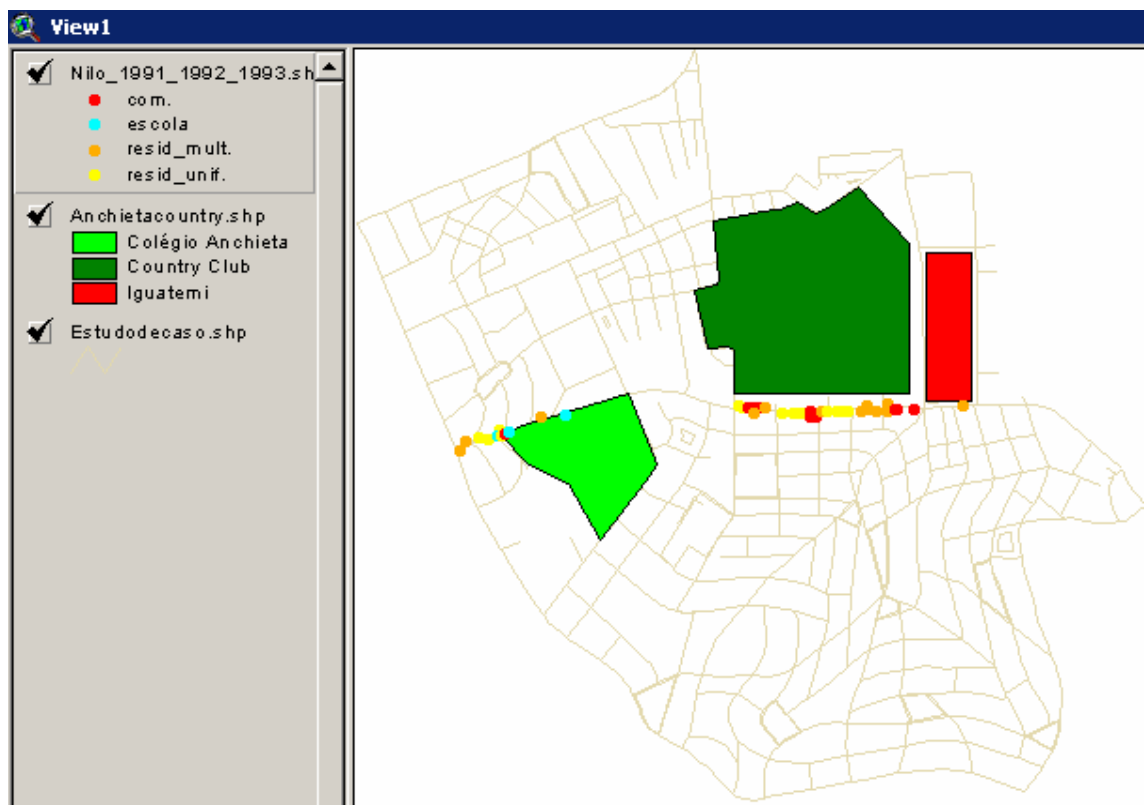 View1
Nilo_1991_1992_1993.sh
com.
escola
resid_mult.
resid_unif.
Anchietacountry.shp
Colégio Anchieta
Country Club
Iguatemi
Estudodecaso.shp